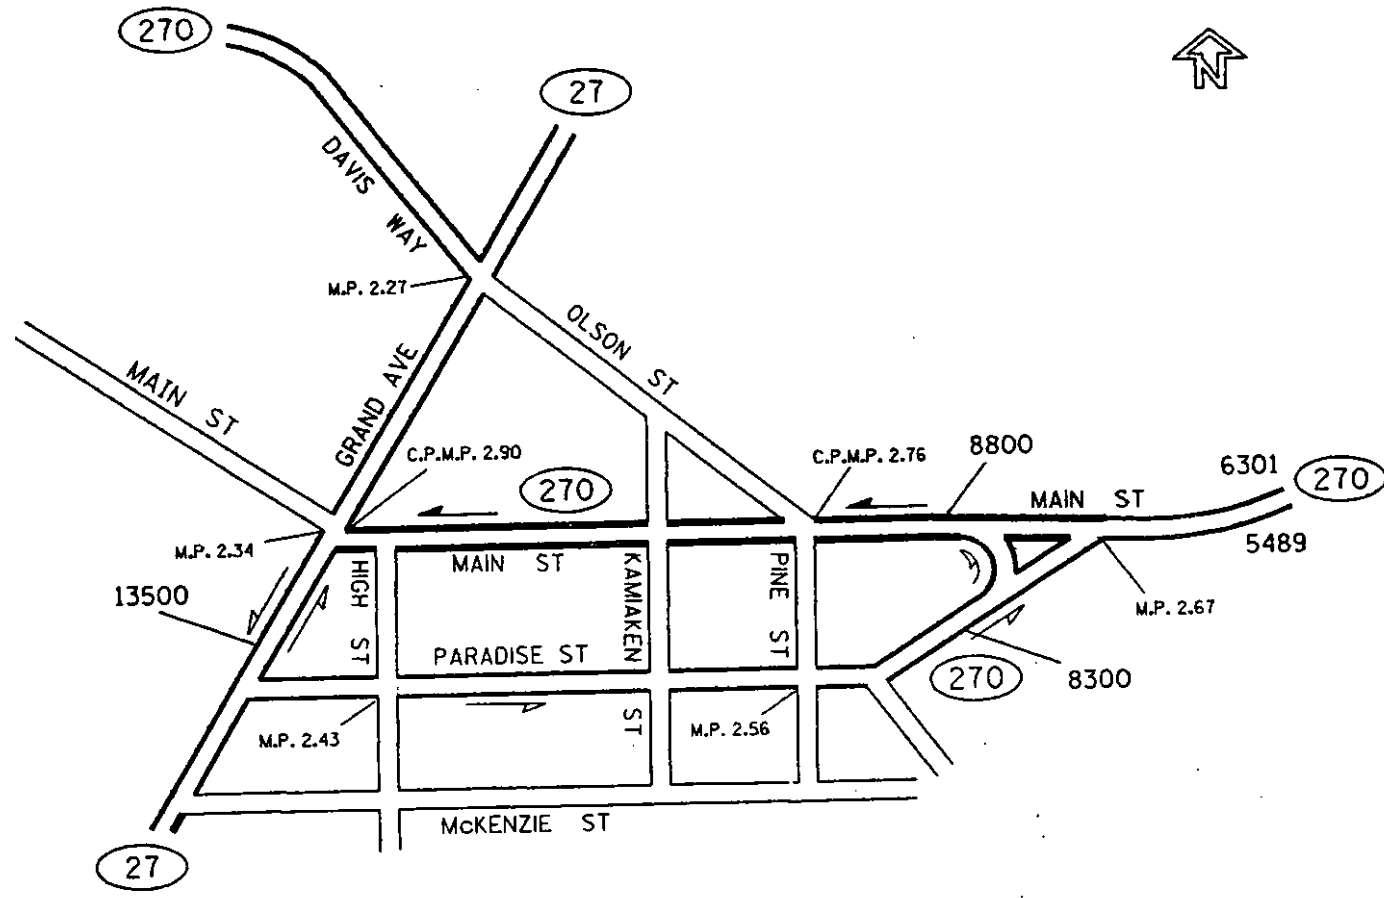 270
N
27
DAVIS WAY
M.P. 2.27
OLSON ST
MAIN ST
GRAND AVE
C.P.M.P. 2.90
270
C.P.M.P. 2.76
8800
6301
270
MAIN ST
5489
M.P. 2.34
MAIN ST
13500
HIGH ST
KAMIAKEN ST
PINE ST
M.P. 2.67
PARADISE ST
270
8300
M.P. 2.43
M.P. 2.56
McKENZIE ST
27